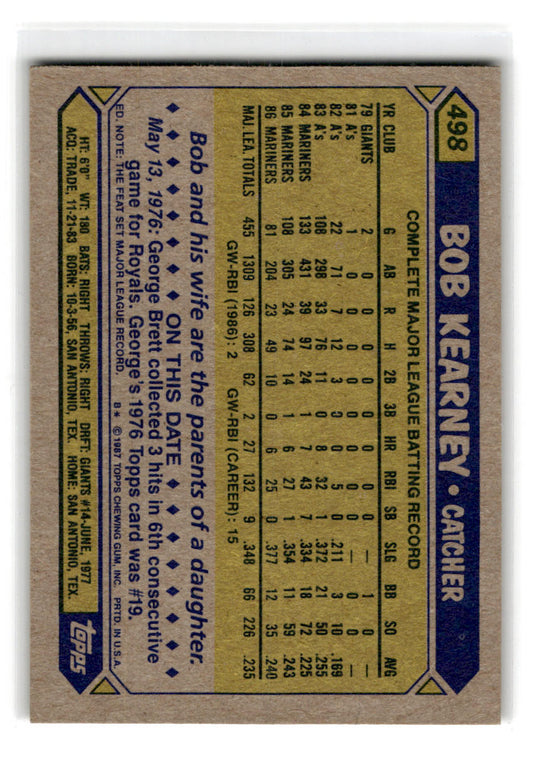 498 BOB KEARNEY • CATCHER
COMPLETE MAJOR LEAGUE BATTING RECORD
YR CLUB G AB R H 2B 3B HR RBI SB SLG BB SO AVG
79 GIANTS 2 0 0 0 0 0 0 0 0 — 1 0 —
81 A's 1 0 0 0 0 0 0 0 0 — 0 0 —
82 A's 22 71 7 12 3 0 0 5 0 .211 3 10 .169
83 A's 108 298 33 76 11 0 8 32 1 .372 21 50 .255
84 MARINERS 133 431 39 97 24 1 7 43 7 .334 18 72 .225
85 MARINERS 108 305 24 74 14 1 6 27 1 .354 11 59 .243
86 MARINERS 81 204 23 49 10 0 6 25 0 .377 12 35 .240
MAJ. LEA. TOTALS 455 1309 126 308 62 2 27 132 9 .348 66 226 .235
GW-RBI (1986): 2 GW-RBI (CAREER): 15
Bob and his wife are the parents of a daughter.
♦ ♦ ♦ ♦ ♦ ♦ ON THIS DATE ♦ ♦ ♦ ♦ ♦ ♦
May 13, 1976: George Brett collected 3 hits in 6th consecutive
game for Royals. George's 1976 Topps card was #19.
ED. NOTE: THE FEAT SET MAJOR LEAGUE RECORD. B* © 1987 TOPPS CHEWING GUM, INC. PRTD. IN U.S.A.
HT: 6'0" WT: 180 BATS: RIGHT THROWS: RIGHT DRFT: GIANTS #14-JUNE, 1977
ACQ: TRADE, 11-21-83 BORN: 10-3-56, SAN ANTONIO, TEX. HOME: SAN ANTONIO, TEX.
TOPPS